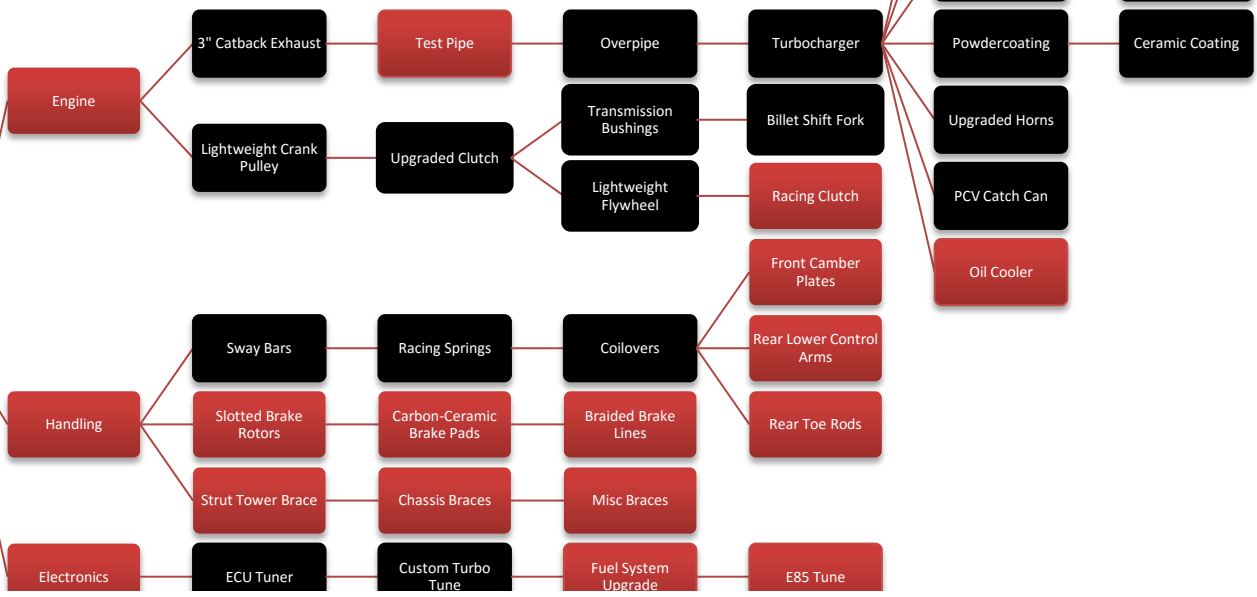 3" Catback Exhaust
Test Pipe
Overpipe
Turbocharger
Powdercoating
Ceramic Coating
Engine
Transmission
Bushings
Billet Shift Fork
Upgraded Horns
Lightweight Crank
Pulley
Upgraded Clutch
Lightweight
Flywheel
Racing Clutch
PCV Catch Can
Front Camber
Plates
Oil Cooler
Sway Bars
Racing Springs
Coilovers
Rear Lower Control
Arms
Handling
Slotted Brake
Rotors
Carbon-Ceramic
Brake Pads
Braided Brake
Lines
Rear Toe Rods
Strut Tower Brace
Chassis Braces
Misc Braces
Electronics
ECU Tuner
Custom Turbo
Tune
Fuel System
Upgrade
E85 Tune